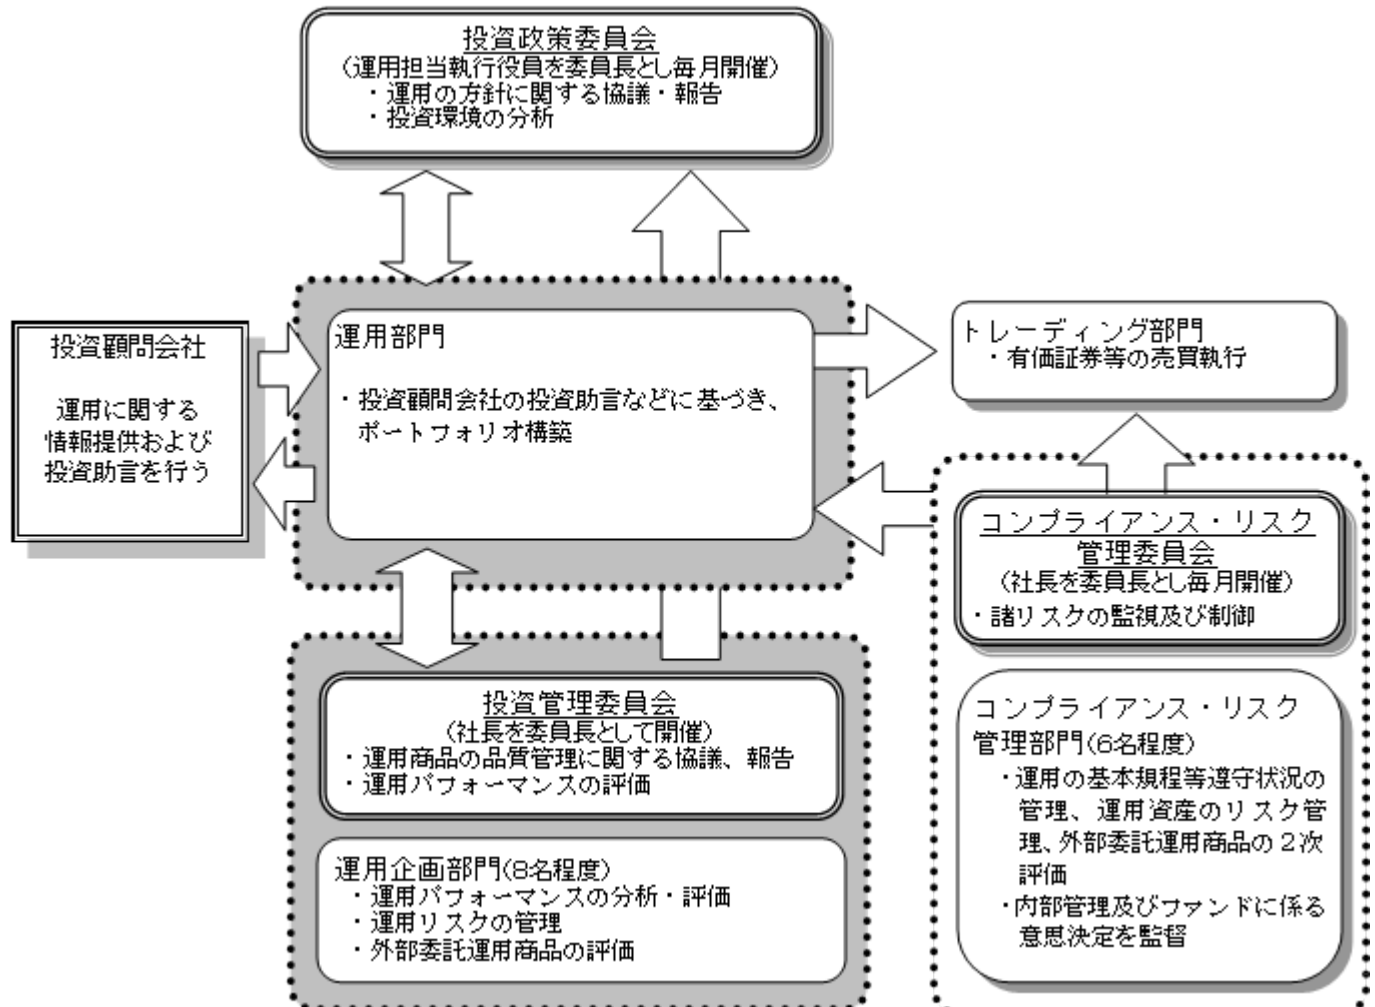 投資政策委員会
（運用担当執行役員を委員長とし毎月開催）
・運用の方針に関する協議・報告
・投資環境の分析
投資顧問会社
運用に関する
情報提供および
投資助言を行う
運用部門
・投資顧問会社の投資助言などに基づき、
ポートフォリオ構築
トレーディング部門
・有価証券等の売買執行
コンプライアンス・リスク
管理委員会
（社長を委員長とし毎月開催）
・諸リスクの監視及び制御
コンプライアンス・リスク
管理部門(6名程度)
・運用の基本規程等遵守状況の
管理、運用資産のリスク管
理、外部委託運用商品の２次
評価
・内部管理及びファンドに係る
意思決定を監督
投資管理委員会
（社長を委員長として開催）
・運用商品の品質管理に関する協議、報告
・運用パフォーマンスの評価
運用企画部門(8名程度)
・運用パフォーマンスの分析・評価
・運用リスクの管理
・外部委託運用商品の評価